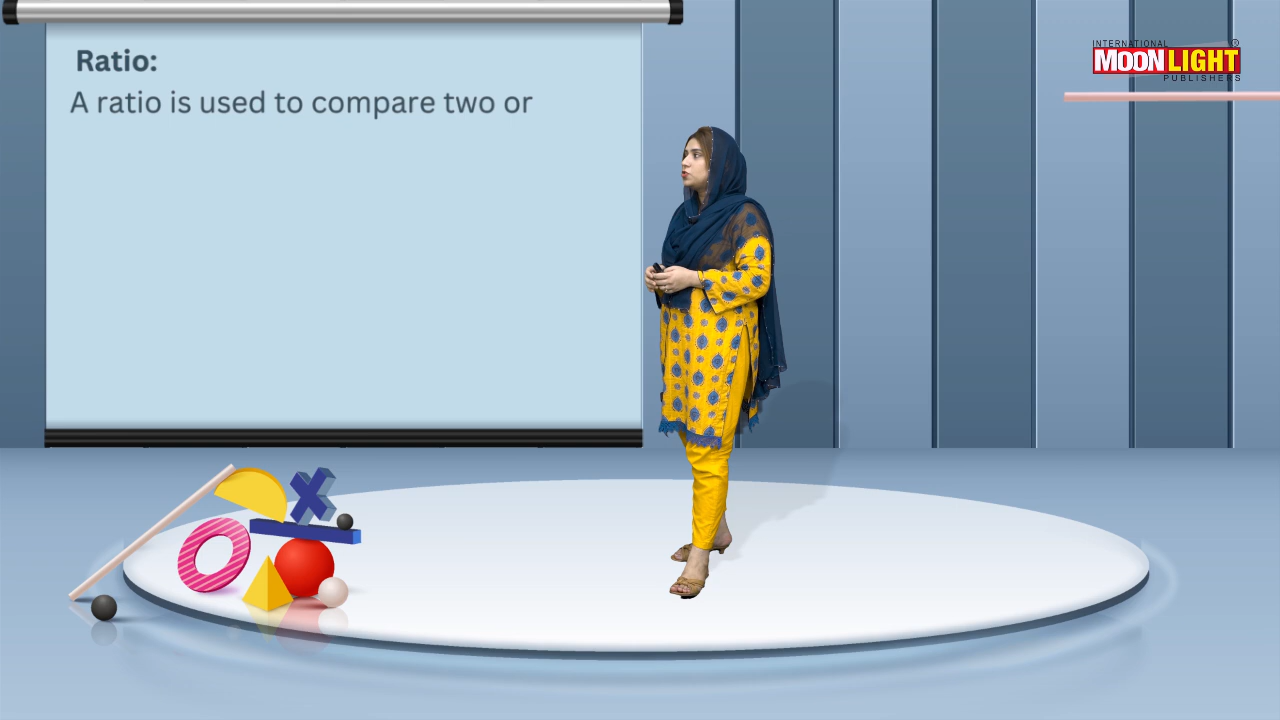 Ratio:
A ratio is used to compare two or
INTERNATIONAL ®
MOONLIGHT
PUBLISHERS